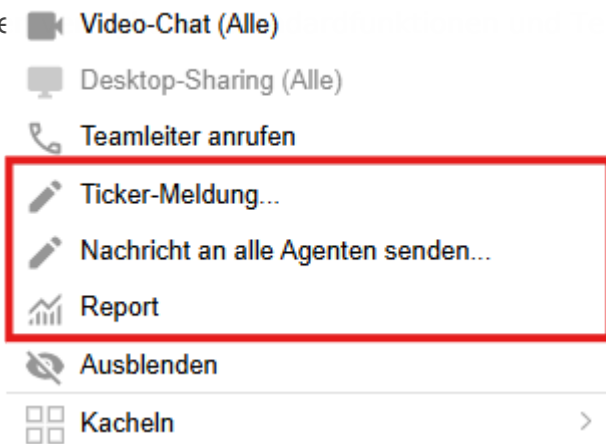 Video-Chat (Alle)
Desktop-Sharing (Alle)
Teamleiter anrufen
Ticker-Meldung...
Nachricht an alle Agenten senden...
Report
Ausblenden
Kacheln